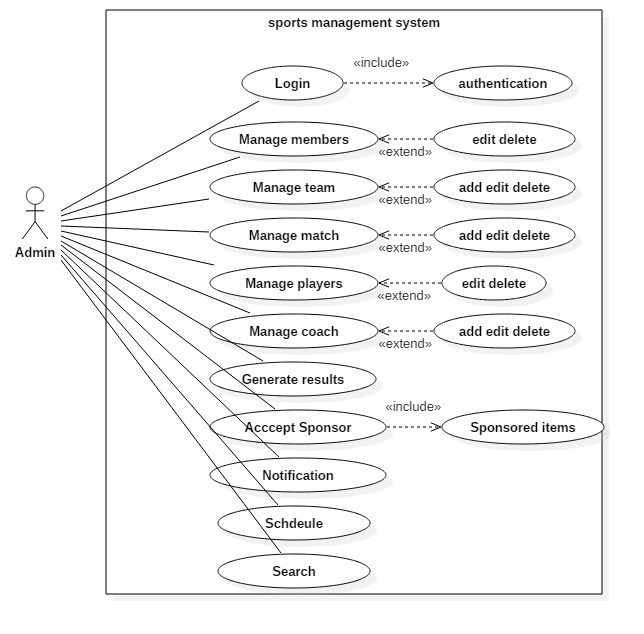 sports management system
«include»
Login
authentication
Manage members
edit delete
«extend»
Manage team
add edit delete
«extend»
Manage match
add edit delete
«extend»
Admin
Manage players
edit delete
«extend»
Manage coach
add edit delete
«extend»
Generate results
«include»
Acccept Sponsor
Sponsored items
Notification
Schdeule
Search